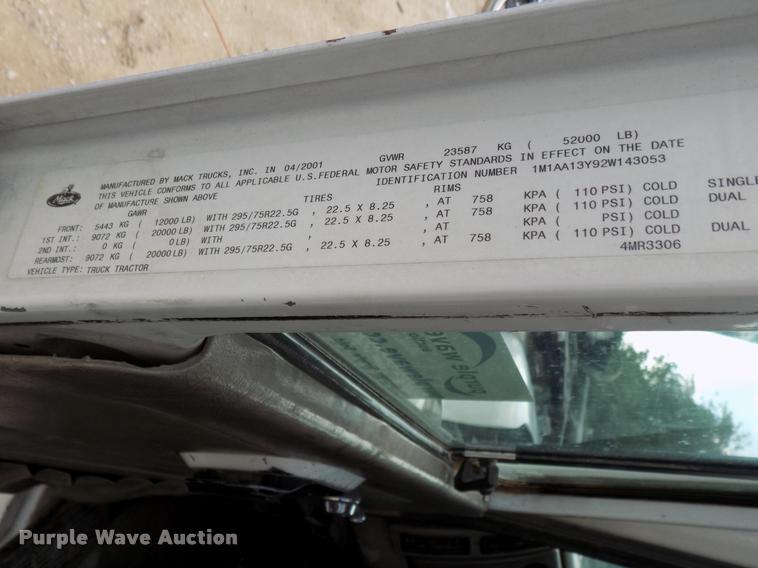 Mack
MANUFACTURED BY MACK TRUCKS, INC. IN 04/2001 GVWR 23587 KG ( 52000 LB)
THIS VEHICLE CONFORMS TO ALL APPLICABLE U.S.FEDERAL MOTOR SAFETY STANDARDS IN EFFECT ON THE DATE
OF MANUFACTURE SHOWN ABOVE IDENTIFICATION NUMBER 1M1AA13Y92W143053
GAWR TIRES RIMS
FRONT: 5443 KG ( 12000 LB) WITH 295/75R22.5G , 22.5 X 8.25 , AT 758 KPA ( 110 PSI) COLD SINGLE
1ST INT.: 9072 KG ( 20000 LB) WITH 295/75R22.5G , 22.5 X 8.25 , AT 758 KPA ( 110 PSI) COLD DUAL
2ND INT.: 0 KG ( 0 LB) WITH , , AT KPA ( PSI) COLD
REARMOST: 9072 KG ( 20000 LB) WITH 295/75R22.5G , 22.5 X 8.25 , AT 758 KPA ( 110 PSI) COLD DUAL
VEHICLE TYPE: TRUCK TRACTOR 4MR3306
Purple Wave Auction